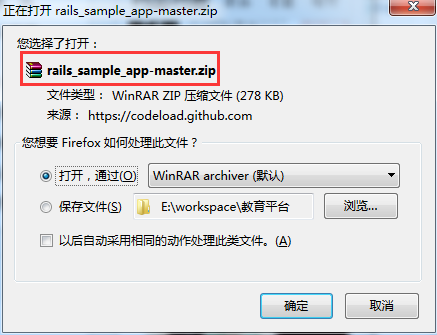 正在打开 rails_sample_app-master.zip
您选择了打开：
rails_sample_app-master.zip
文件类型： WinRAR ZIP 压缩文件 (278 KB)
来源： https://codeload.github.com
您想要 Firefox 如何处理此文件？
打开，通过(O) WinRAR archiver (默认)
保存文件(S) E:\workspace\教育平台 浏览...
以后自动采用相同的动作处理此类文件。(A)
确定 取消